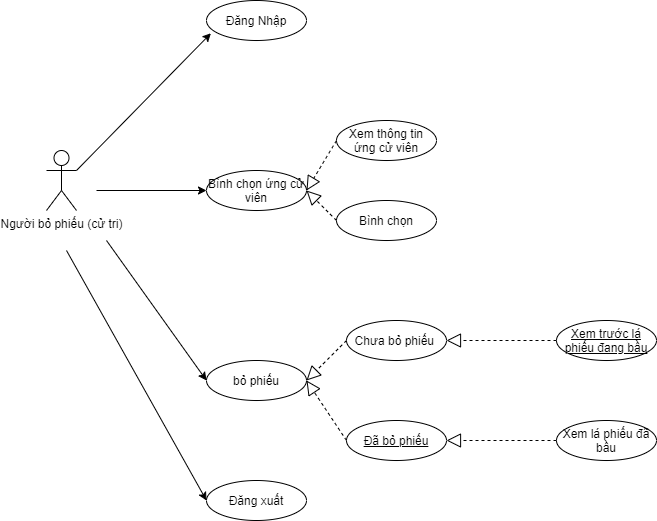 Đăng Nhập
Xem thông tin
ứng cử viên
Bình chọn ứng cử
viên
Bình chọn
Người bỏ phiếu (cử tri)
Chưa bỏ phiếu
Xem trước lá
phiếu đang bầu
bỏ phiếu
Đã bỏ phiếu
Xem lá phiếu đã
bầu
Đăng xuất